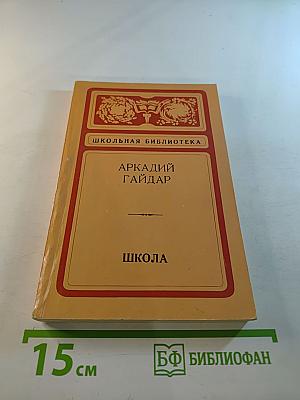 ШКОЛЬНАЯ БИБЛИОТЕКА
АРКАДИЙ
ГАЙДАР
ШКОЛА
15 см
БФ БИБЛИОФАН